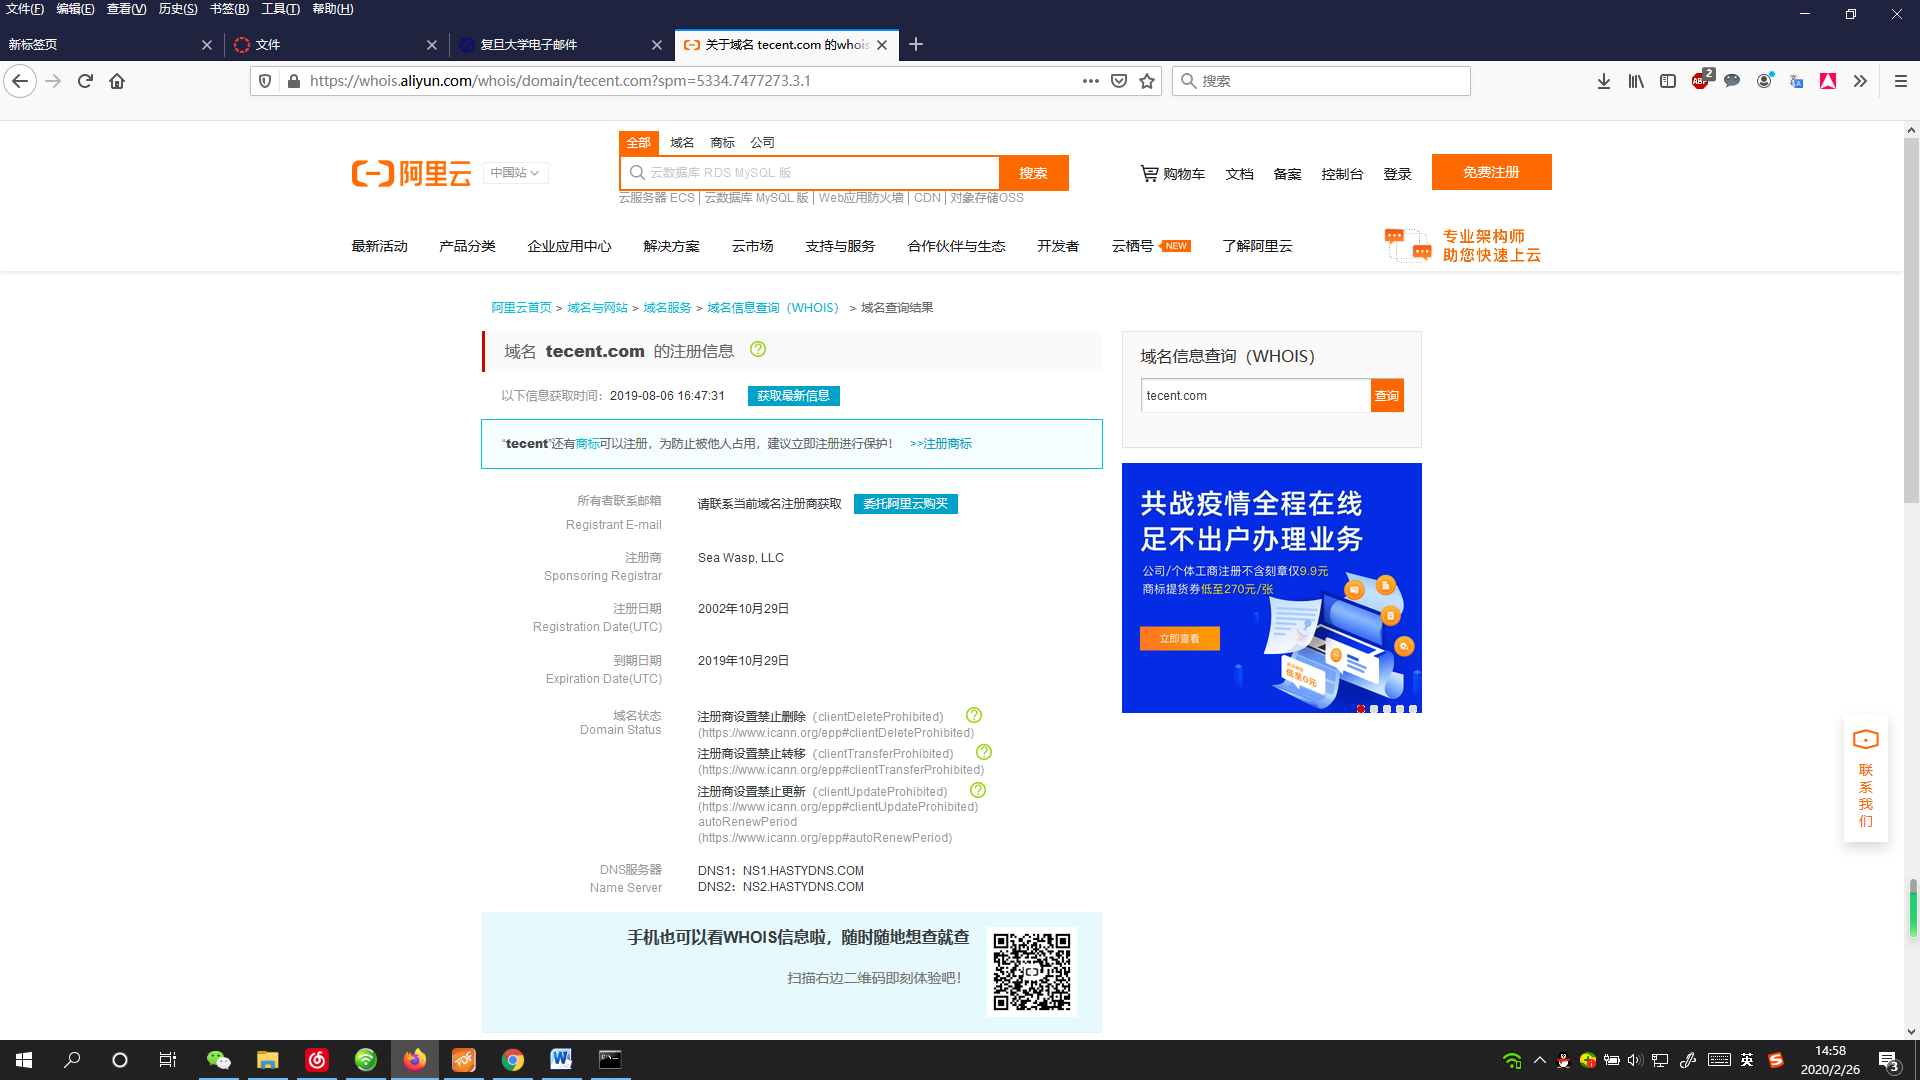 文件(F) 编辑(E) 查看(V) 历史(S) 书签(B) 工具(T) 帮助(H)
新标签页
文件
复旦大学电子邮件
关于域名 tecent.com 的whois
https://whois.aliyun.com/whois/domain/tecent.com?spm=5334.7477273.3.1
搜索
ABP
2
阿里云
中国站
全部 域名 商标 公司
云数据库 RDS MySQL 版
搜索
云服务器 ECS | 云数据库 MySQL 版 | Web应用防火墙 | CDN | 对象存储OSS
购物车 文档 备案 控制台 登录 免费注册
最新活动 产品分类 企业应用中心 解决方案 云市场 支持与服务 合作伙伴与生态 开发者 云栖号 NEW 了解阿里云
专业架构师
助您快速上云
阿里云首页 > 域名与网站 > 域名服务 > 域名信息查询（WHOIS） > 域名查询结果
域名 tecent.com 的注册信息 ?
以下信息获取时间：2019-08-06 16:47:31 获取最新信息
“tecent”还有商标可以注册，为防止被他人占用，建议立即注册进行保护！ >>注册商标
所有者联系邮箱
Registrant E-mail
请联系当前域名注册商获取 委托阿里云购买
注册商
Sponsoring Registrar
Sea Wasp, LLC
注册日期
Registration Date(UTC)
2002年10月29日
到期日期
Expiration Date(UTC)
2019年10月29日
域名状态
Domain Status
注册商设置禁止删除（clientDeleteProhibited） ?
(https://www.icann.org/epp#clientDeleteProhibited)
注册商设置禁止转移（clientTransferProhibited） ?
(https://www.icann.org/epp#clientTransferProhibited)
注册商设置禁止更新（clientUpdateProhibited） ?
(https://www.icann.org/epp#clientUpdateProhibited)
autoRenewPeriod
(https://www.icann.org/epp#autoRenewPeriod)
DNS服务器
Name Server
DNS1：NS1.HASTYDNS.COM
DNS2：NS2.HASTYDNS.COM
手机也可以看WHOIS信息啦，随时随地想查就查
扫描右边二维码即刻体验吧！
域名信息查询（WHOIS）
tecent.com
查询
共战疫情全程在线
足不出户办理业务
公司/个体工商注册不含刻章仅9.9元
商标提货券低至270元/张
立即查看
低至0元
联系我们
PDF
英
14:58
2020/2/26
3